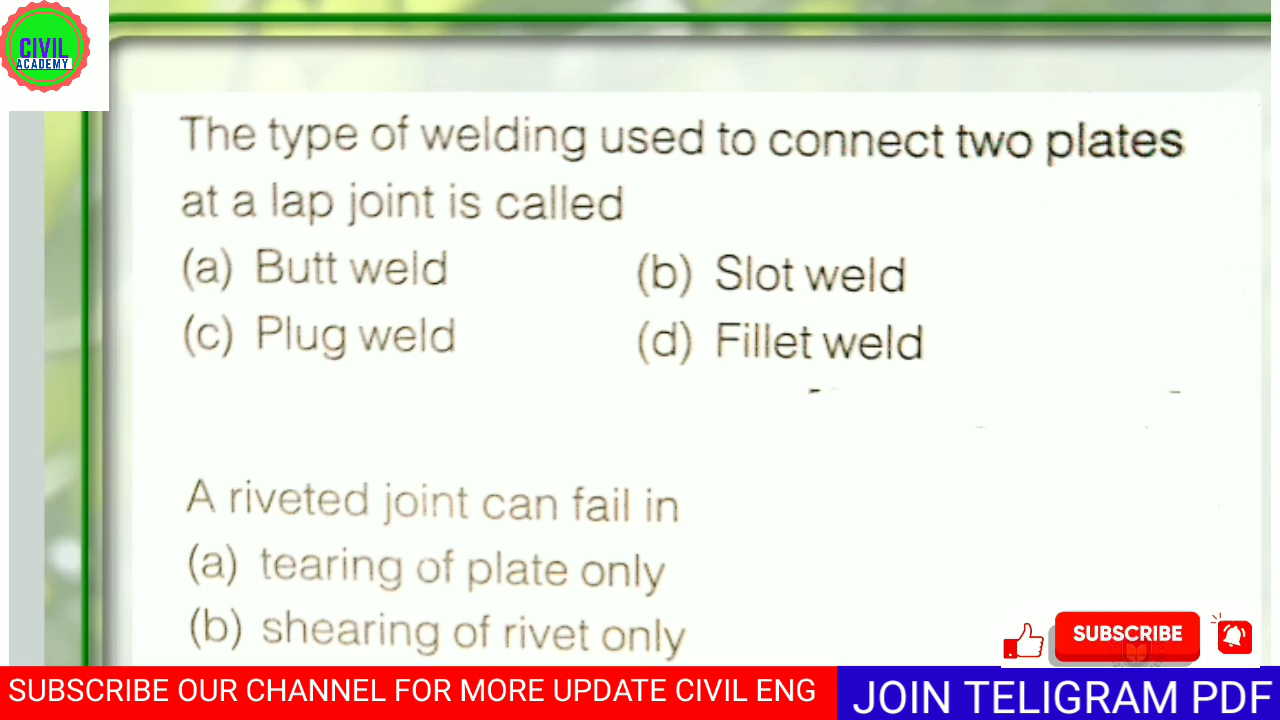 CIVIL
ACADEMY
The type of welding used to connect two plates
at a lap joint is called
(a) Butt weld (b) Slot weld
(c) Plug weld (d) Fillet weld
A riveted joint can fail in
(a) tearing of plate only
(b) shearing of rivet only
SUBSCRIBE
SUBSCRIBE OUR CHANNEL FOR MORE UPDATE CIVIL ENG
JOIN TELIGRAM PDF